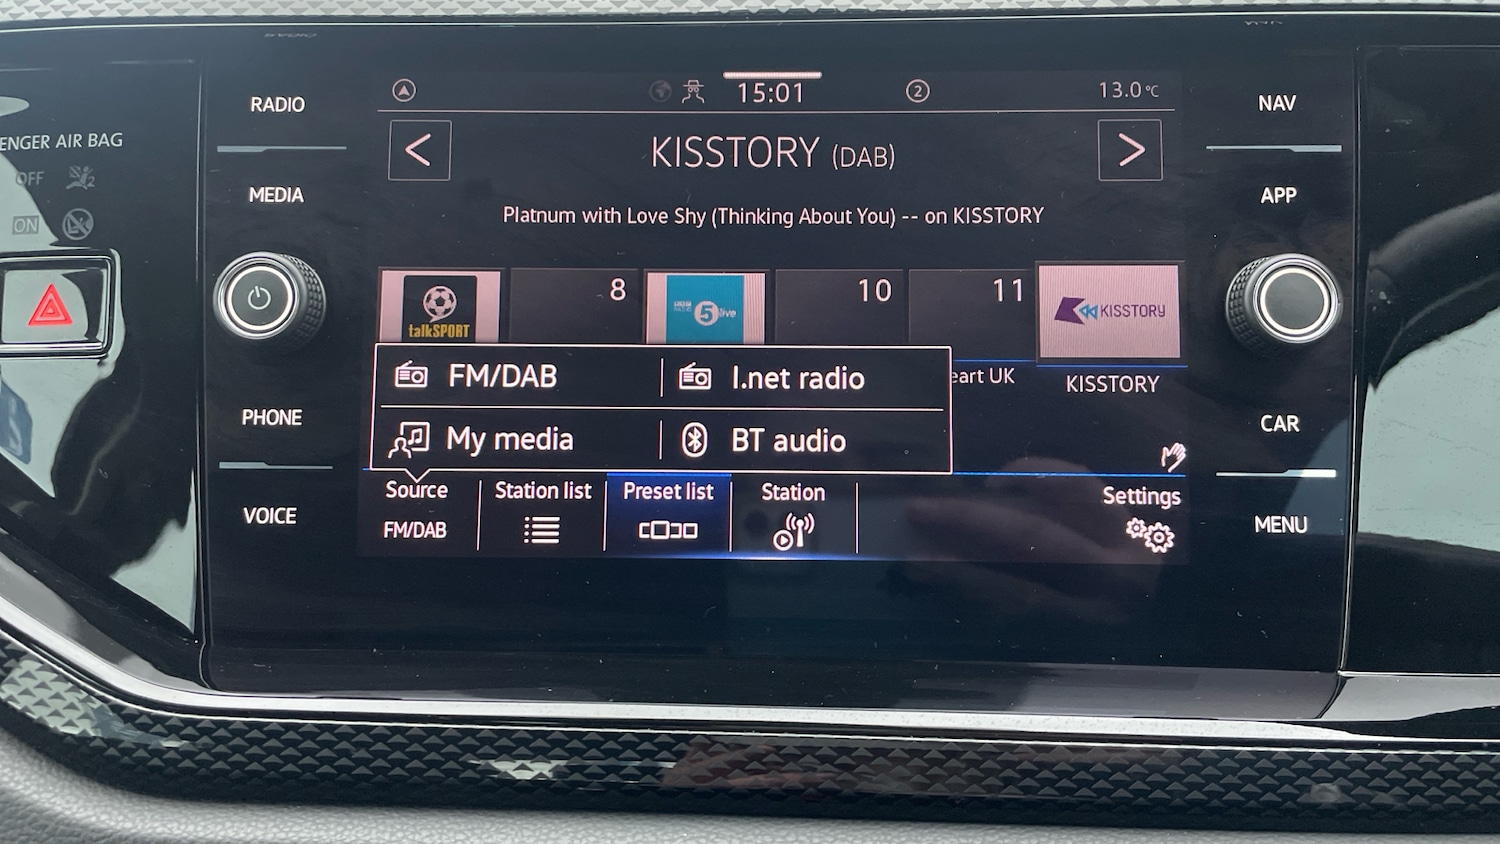 RADIO
MEDIA
PHONE
VOICE
ENGER AIR BAG
OFF
2
ON
15:01
2
13.0°C
KISSTORY (DAB)
Platnum with Love Shy (Thinking About You) -- on KISSTORY
talkSPORT
8
5 live
10
11
KISSTORY
eart UK
KISSTORY
FM/DAB
I.net radio
My media
BT audio
Source
FM/DAB
Station list
Preset list
Station
Settings
NAV
APP
CAR
MENU